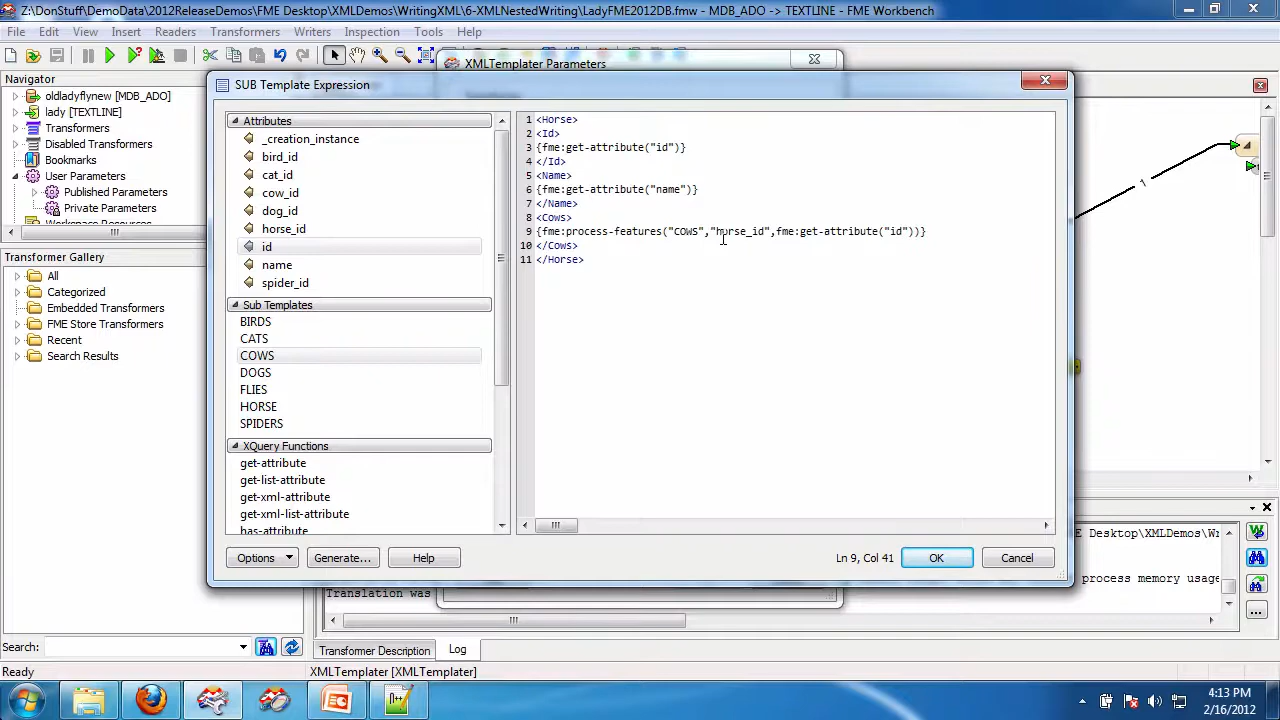 Z:\DonStuff\DemoData\2012ReleaseDemos\FME Desktop\XMLDemos\WritingXML\6-XMLNestedWriting\LadyFME2012DB.fmw - MDB_ADO -> TEXTLINE - FME Workbench
File Edit View Insert Readers Transformers Writers Inspection Tools Help
Navigator
oldladyflynew [MDB_ADO]
lady [TEXTLINE]
Transformers
Disabled Transformers
Bookmarks
User Parameters
Published Parameters
Private Parameters
Transformer Gallery
All
Categorized
Embedded Transformers
FME Store Transformers
Recent
Search Results
Search:
Ready
XMLTemplater Parameters
SUB Template Expression
Attributes
_creation_instance
bird_id
cat_id
cow_id
dog_id
horse_id
id
name
spider_id
Sub Templates
BIRDS
CATS
COWS
DOGS
FLIES
HORSE
SPIDERS
XQuery Functions
get-attribute
get-list-attribute
get-xml-attribute
get-xml-list-attribute
has-attribute
1 <Horse>
2 <Id>
3 {fme:get-attribute("id")}
4 </Id>
5 <Name>
6 {fme:get-attribute("name")}
7 </Name>
8 <Cows>
9 {fme:process-features("COWS","horse_id",fme:get-attribute("id"))}
10 </Cows>
11 </Horse>
Options Generate... Help Ln 9, Col 41 OK Cancel
1
E Desktop\XMLDemos\Wr
process memory usage
Translation was
Transformer Description Log
XMLTemplater [XMLTemplater]
4:13 PM
2/16/2012